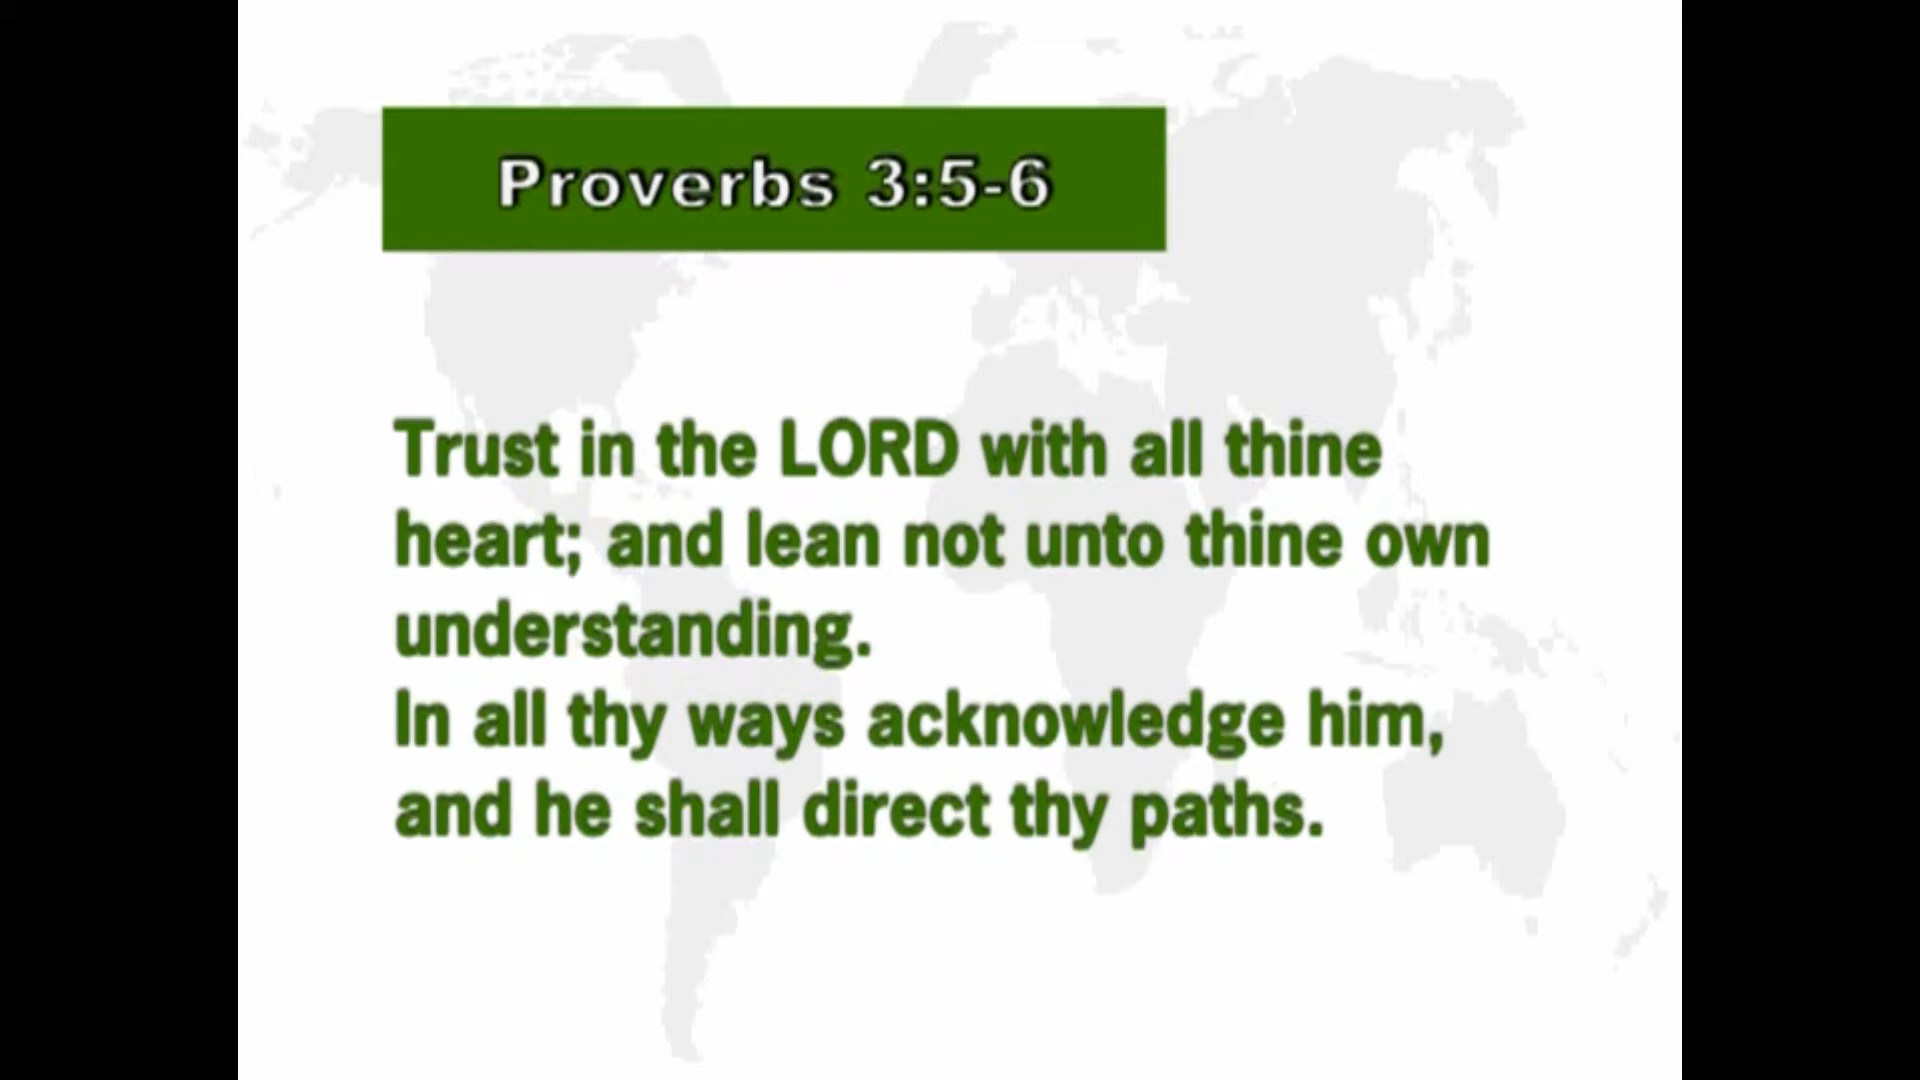 Proverbs 3:5-6
Trust in the LORD with all thine
heart; and lean not unto thine own
understanding.
In all thy ways acknowledge him,
and he shall direct thy paths.